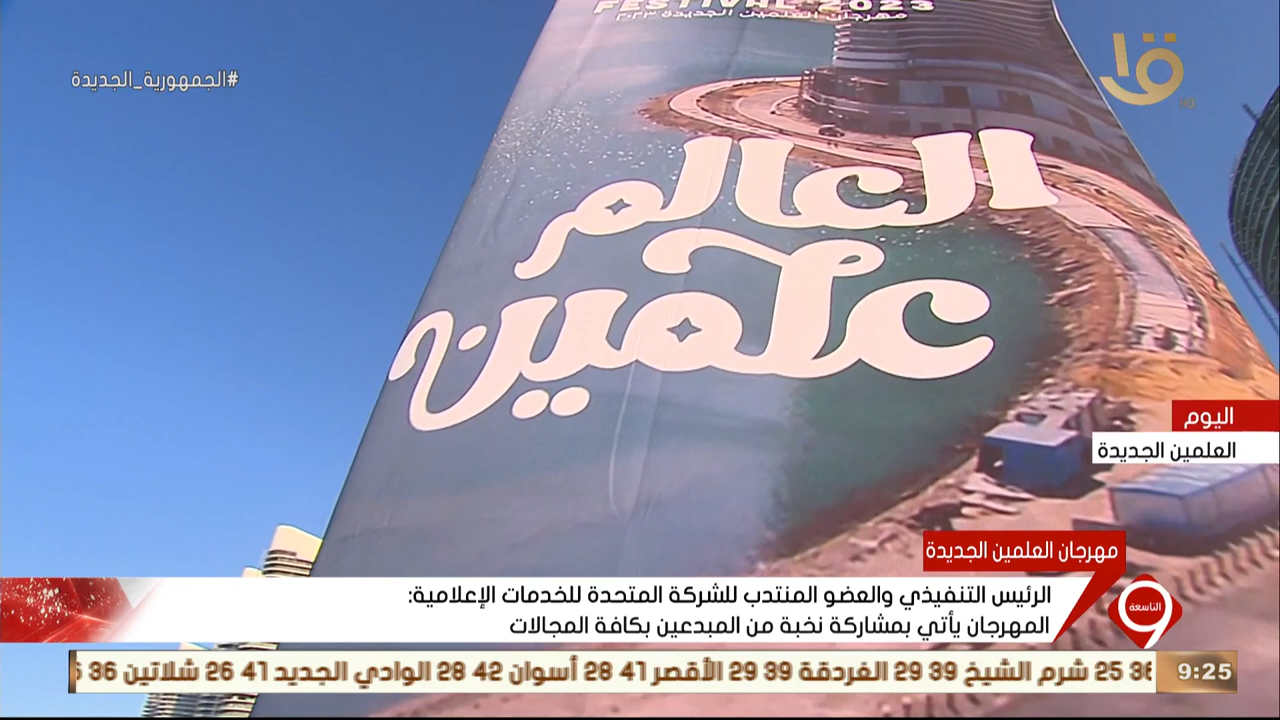 FESTIVAL 2023
مهرجان العلمين الجديدة ٢٠٢٣
#الجمهورية_الجديدة
HD
العالم
علمين
اليوم
العلمين الجديدة
مهرجان العلمين الجديدة
الرئيس التنفيذي والعضو المنتدب للشركة المتحدة للخدمات الإعلامية:
المهرجان يأتي بمشاركة نخبة من المبدعين بكافة المجالات
التاسعة
9:25
36 25 شرم الشيخ 39 29 الغردقة 39 29 الأقصر 41 28 أسوان 42 28 الوادي الجديد 41 26 شلاتين 36